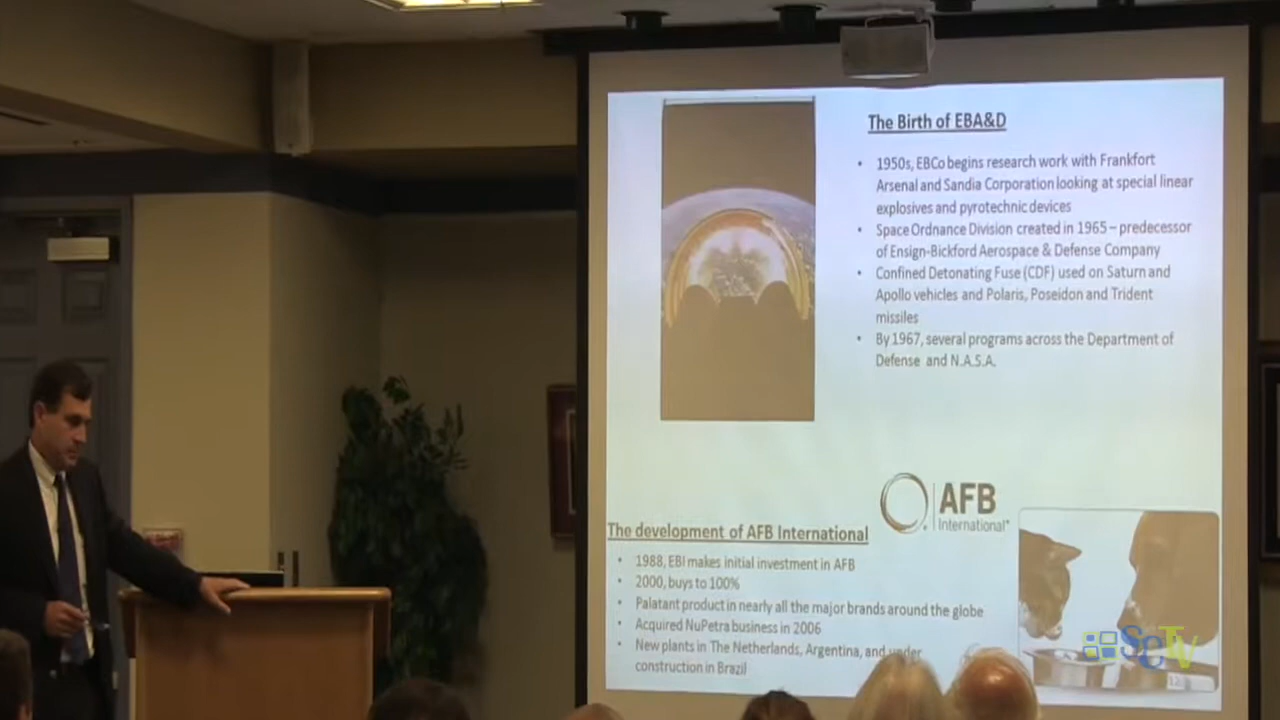 The Birth of EBA&D
• 1950s, EBCo begins research work with Frankfort
Arsenal and Sandia Corporation looking at special linear
explosives and pyrotechnic devices
• Space Ordnance Division created in 1965 – predecessor
of Ensign-Bickford Aerospace & Defense Company
• Confined Detonating Fuse (CDF) used on Saturn and
Apollo vehicles and Polaris, Poseidon and Trident
missiles
• By 1967, several programs across the Department of
Defense and N.A.S.A.
AFB
International
The development of AFB International
• 1988, EBI makes initial investment in AFB
• 2000, buys to 100%
• Palatant product in nearly all the major brands around the globe
• Acquired NuPetra business in 2006
• New plants in The Netherlands, Argentina, and under
construction in Brazil
SCTV